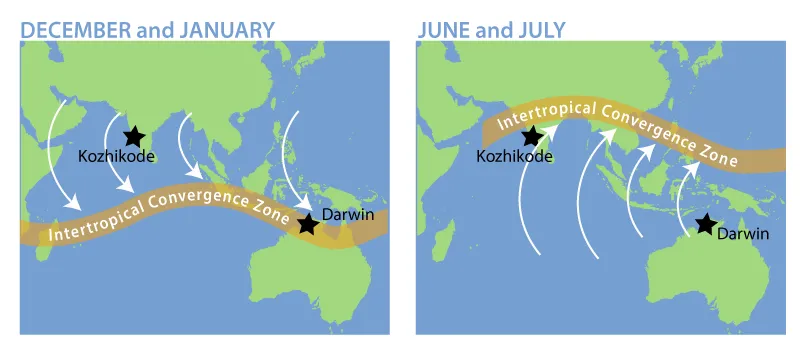 DECEMBER and JANUARY
Kozhikode
Intertropical Convergence Zone
Darwin
JUNE and JULY
Intertropical Convergence Zone
Kozhikode
Darwin